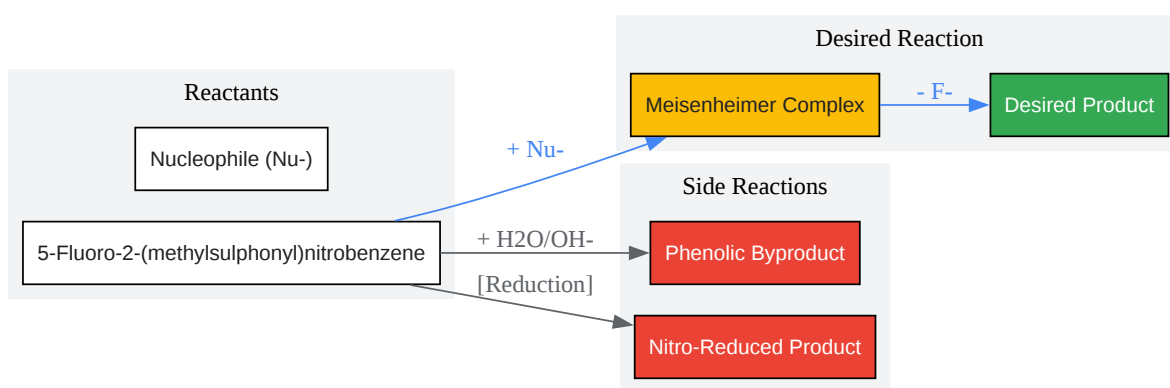 Desired Reaction
Reactants
Meisenheimer Complex
- F-
Desired Product
Nucleophile (Nu-)
+ Nu-
Side Reactions
5-Fluoro-2-(methylsulphonyl)nitrobenzene
+ H2O/OH-
Phenolic Byproduct
[Reduction]
Nitro-Reduced Product